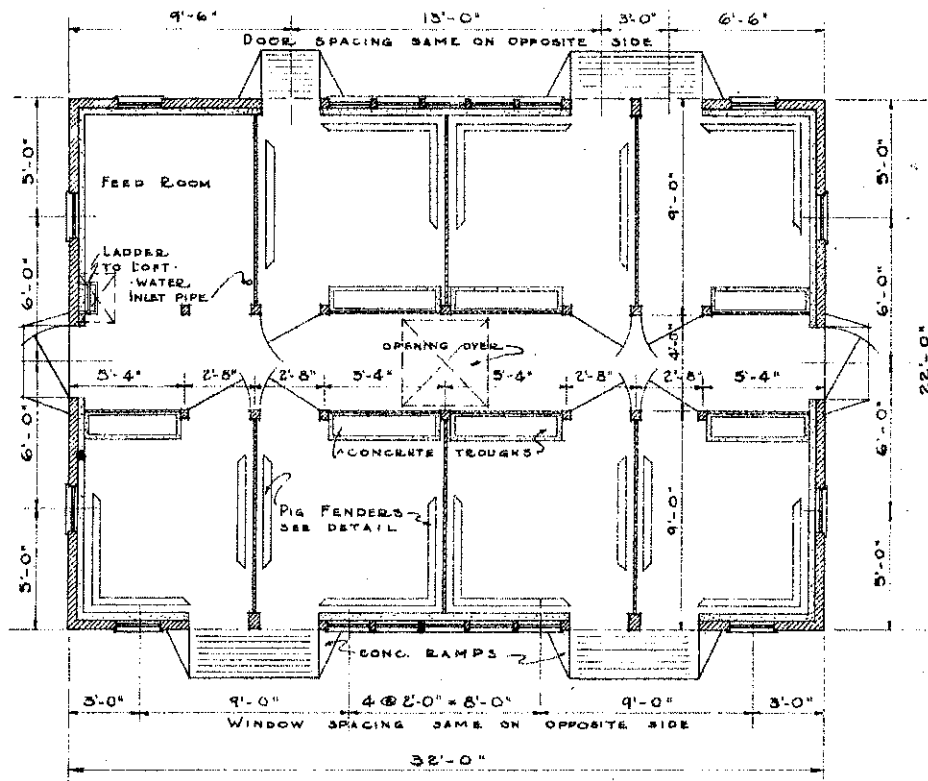 9'-6" 13'-0" 3'-0" 6'-6"
DOOR SPACING SAME ON OPPOSITE SIDE
5'-0"
9'-0"
5'-0"
FEED ROOM
LADDER
TO LOFT.
WATER
INLET PIPE
6'-0"
6'-0"
22'-0"
OPENING OVER
4'-0"
5'-4" 2'-8" 2'-8" 5'-4" 5'-4" 2'-8" 2'-8" 5'-4"
6'-0"
6'-0"
CONCRETE TROUGHS
PIG FENDERS
SEE DETAIL
9'-0"
5'-0"
5'-0"
CONC. RAMPS
3'-0" 9'-0" 4 @ 2'-0" = 8'-0" 9'-0" 3'-0"
WINDOW SPACING SAME ON OPPOSITE SIDE
32'-0"